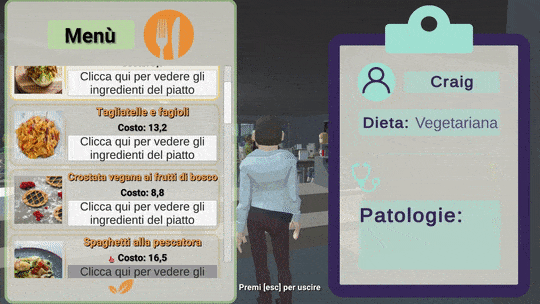 Menù
Clicca qui per vedere gli
ingredienti del piatto
Tagliatelle e fagioli
Costo: 13,2
Clicca qui per vedere gli
ingredienti del piatto
Crostata vegana ai frutti di bosco
Costo: 8,8
Clicca qui per vedere gli
ingredienti del piatto
Spaghetti alla pescatora
Costo: 16,5
Clicca qui per vedere gli
Premi [esc] per uscire
Craig
Dieta: Vegetariana
Patologie: